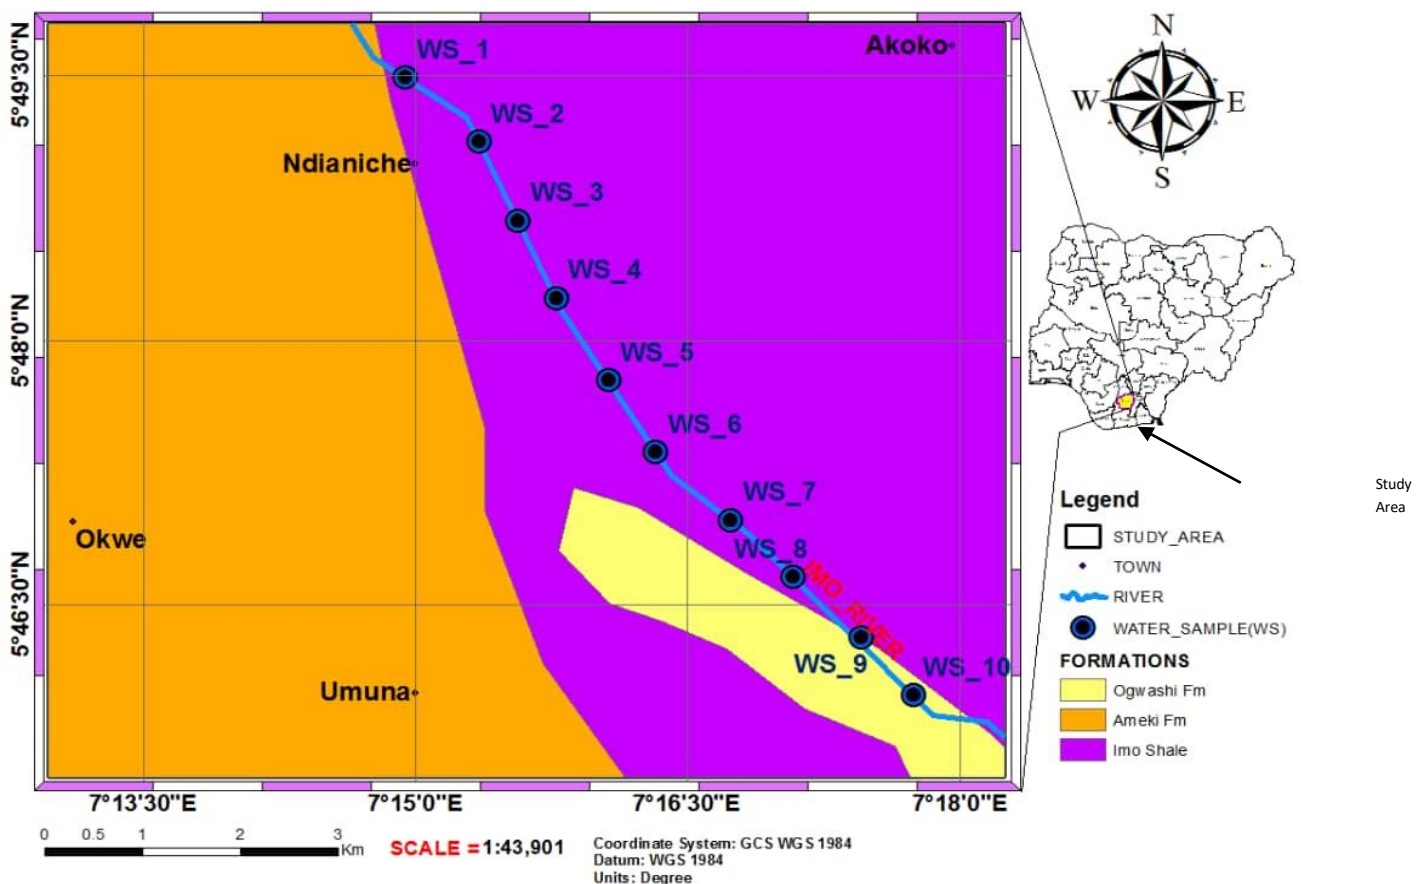 WS_1
Akoko
N
W
E
S
5°49'30"N
WS_2
Ndianiche
WS_3
WS_4
5°48'0"N
WS_5
WS_6
WS_7
Okwe
WS_8
IMO_RIVER
5°46'30"N
WS_9
WS_10
Umuna
7°13'30"E
7°15'0"E
7°16'30"E
7°18'0"E
Study
Area
Legend
STUDY_AREA
TOWN
RIVER
WATER_SAMPLE(WS)
FORMATIONS
Ogwashi Fm
Ameki Fm
Imo Shale
0 0.5 1 2 3
Km
SCALE = 1:43,901
Coordinate System: GCS WGS 1984
Datum: WGS 1984
Units: Degree